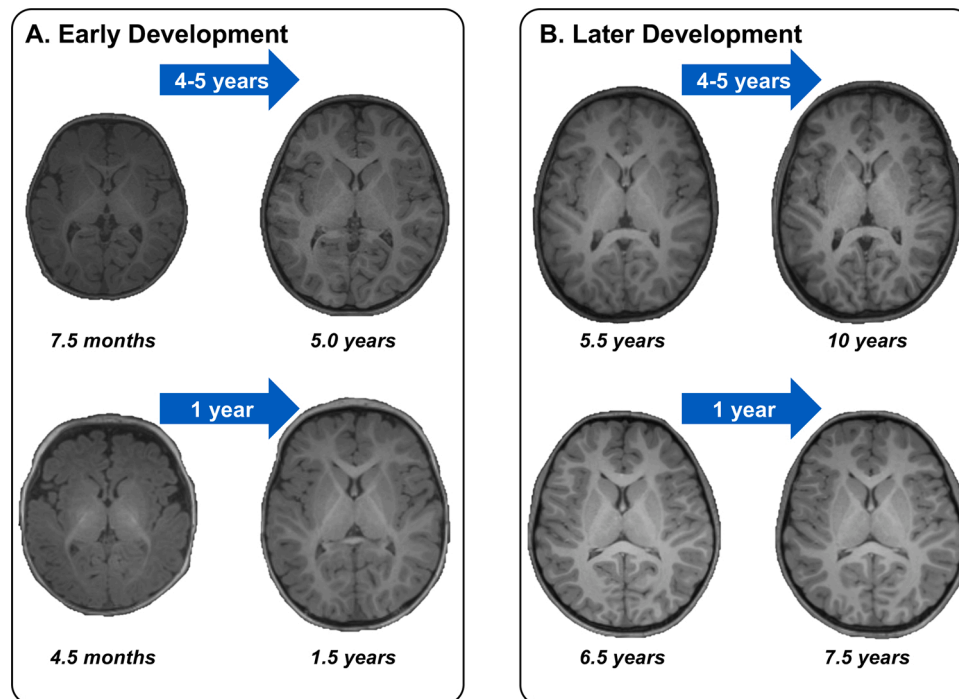 A. Early Development
4-5 years
7.5 months
5.0 years
1 year
4.5 months
1.5 years
B. Later Development
4-5 years
5.5 years
10 years
1 year
6.5 years
7.5 years